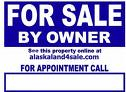 FOR SALE
BY OWNER
See this property online at
alaskaland4sale.com
FOR APPOINTMENT CALL